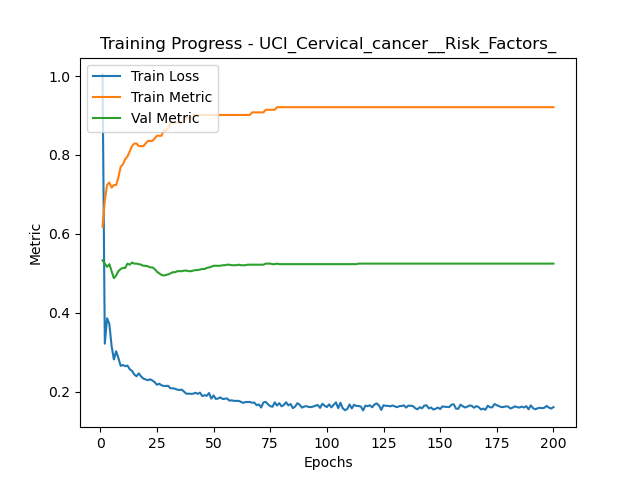 Training Progress - UCI_Cervical_cancer__Risk_Factors_
Train Loss
Train Metric
Val Metric
Metric
1.0
0.8
0.6
0.4
0.2
0 25 50 75 100 125 150 175 200
Epochs